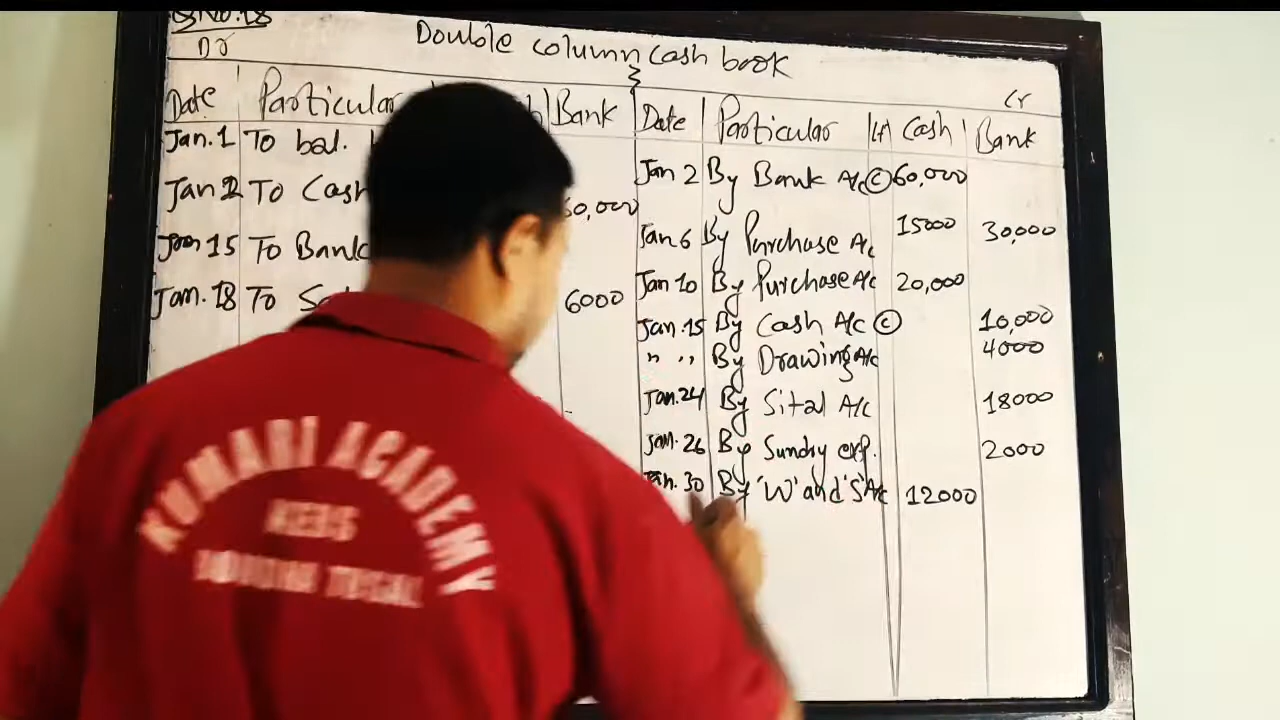 Q.No.18
Dr
Double column cash book
Cr
Date Particular Bank
Jan.1 To bal.
Jan 2 To Cash 60,000
Jan 15 To Bank
Jan.18 To 6000
Date Particular Lf Cash Bank
Jan 2 By Bank A/c (C) 60,000
Jan 6 By Purchase A/c 15000 30,000
Jan 10 By Purchase A/c 20,000
Jan.15 By Cash A/c (C) 10,000
" " By Drawing A/c 4000
Jan.24 By Sital A/c 18000
Jan.26 By Sundry exp. 2000
Jan.30 By 'W' and 'S' A/c 12000
KUMARI ACADEMY